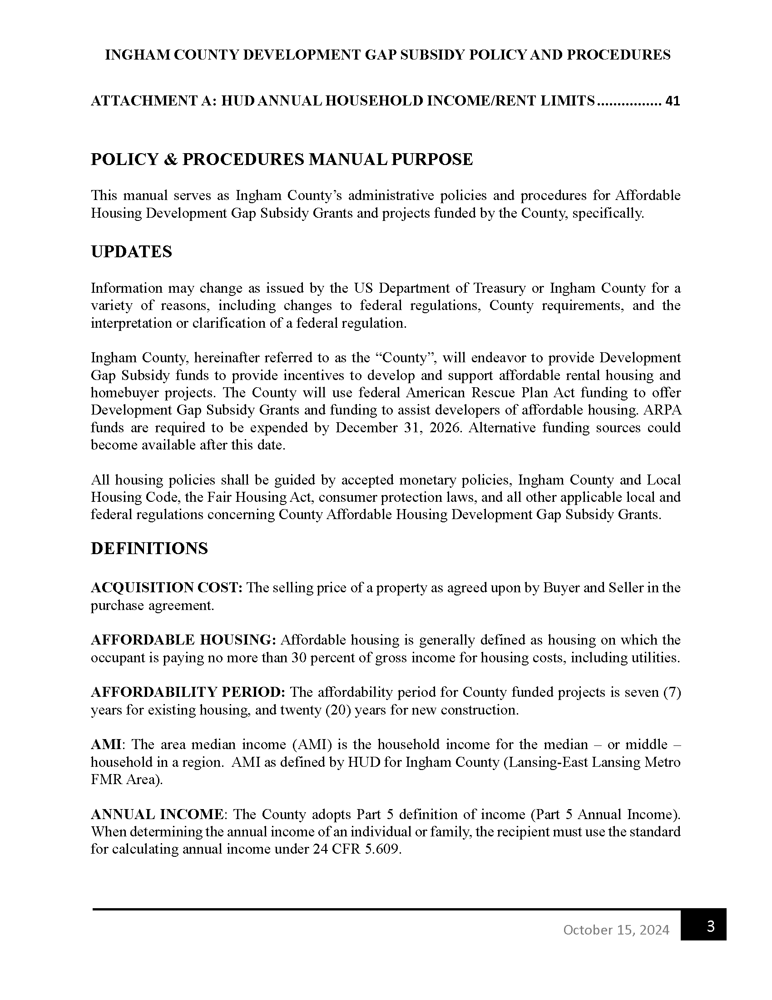 INGHAM COUNTY DEVELOPMENT GAP SUBSIDY POLICY AND PROCEDURES
ATTACHMENT A: HUD ANNUAL HOUSEHOLD INCOME/RENT LIMITS................ 41
POLICY & PROCEDURES MANUAL PURPOSE
This manual serves as Ingham County’s administrative policies and procedures for Affordable
Housing Development Gap Subsidy Grants and projects funded by the County, specifically.
UPDATES
Information may change as issued by the US Department of Treasury or Ingham County for a
variety of reasons, including changes to federal regulations, County requirements, and the
interpretation or clarification of a federal regulation.
Ingham County, hereinafter referred to as the “County”, will endeavor to provide Development
Gap Subsidy funds to provide incentives to develop and support affordable rental housing and
homebuyer projects. The County will use federal American Rescue Plan Act funding to offer
Development Gap Subsidy Grants and funding to assist developers of affordable housing. ARPA
funds are required to be expended by December 31, 2026. Alternative funding sources could
become available after this date.
All housing policies shall be guided by accepted monetary policies, Ingham County and Local
Housing Code, the Fair Housing Act, consumer protection laws, and all other applicable local and
federal regulations concerning County Affordable Housing Development Gap Subsidy Grants.
DEFINITIONS
ACQUISITION COST: The selling price of a property as agreed upon by Buyer and Seller in the
purchase agreement.
AFFORDABLE HOUSING: Affordable housing is generally defined as housing on which the
occupant is paying no more than 30 percent of gross income for housing costs, including utilities.
AFFORDABILITY PERIOD: The affordability period for County funded projects is seven (7)
years for existing housing, and twenty (20) years for new construction.
AMI: The area median income (AMI) is the household income for the median – or middle –
household in a region.  AMI as defined by HUD for Ingham County (Lansing-East Lansing Metro
FMR Area).
ANNUAL INCOME: The County adopts Part 5 definition of income (Part 5 Annual Income).
When determining the annual income of an individual or family, the recipient must use the standard
for calculating annual income under 24 CFR 5.609.
October 15, 2024
3